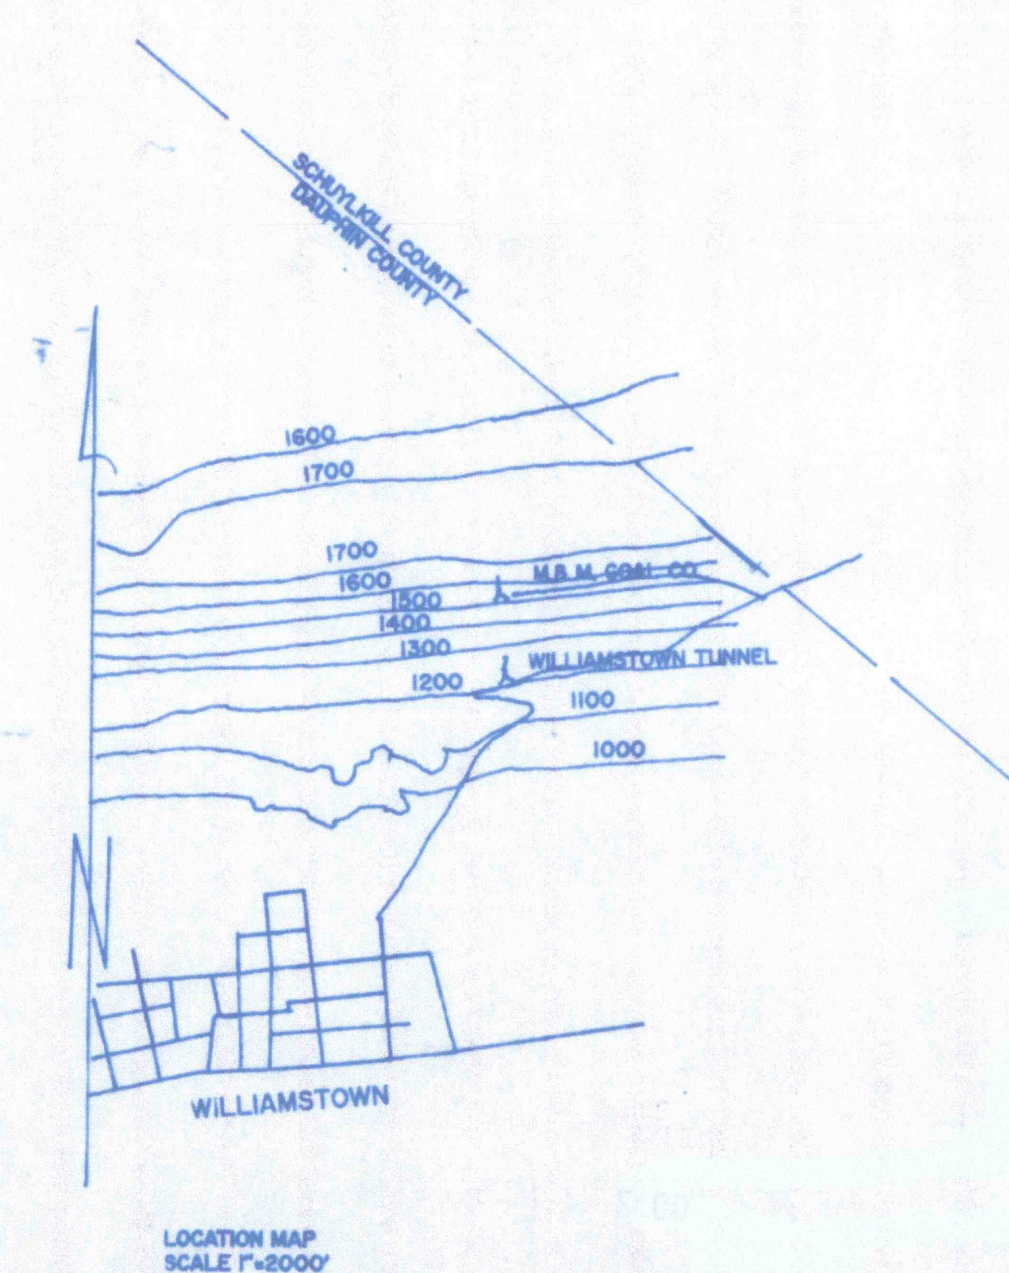 SCHUYLKILL COUNTY
DAUPHIN COUNTY
1600
1700
1700
M.B.M. COAL CO.
1600
1500
1400
1300
WILLIAMSTOWN TUNNEL
1200
1100
1000
N
WILLIAMSTOWN
LOCATION MAP
SCALE 1"=2000'